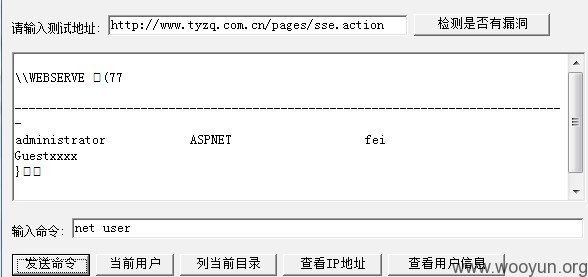 请输入测试地址: http://www.tyzq.com.cn/pages/sse.action 检测是否有漏洞
\\WEBSERVE (77
-------------------------------------------------------------------------------
administrator ASPNET fei
Guestxxxx
}
输入命令: net user
发送命令 当前用户 列当前目录 查看IP地址 查看用户信息
www.wooyun.org